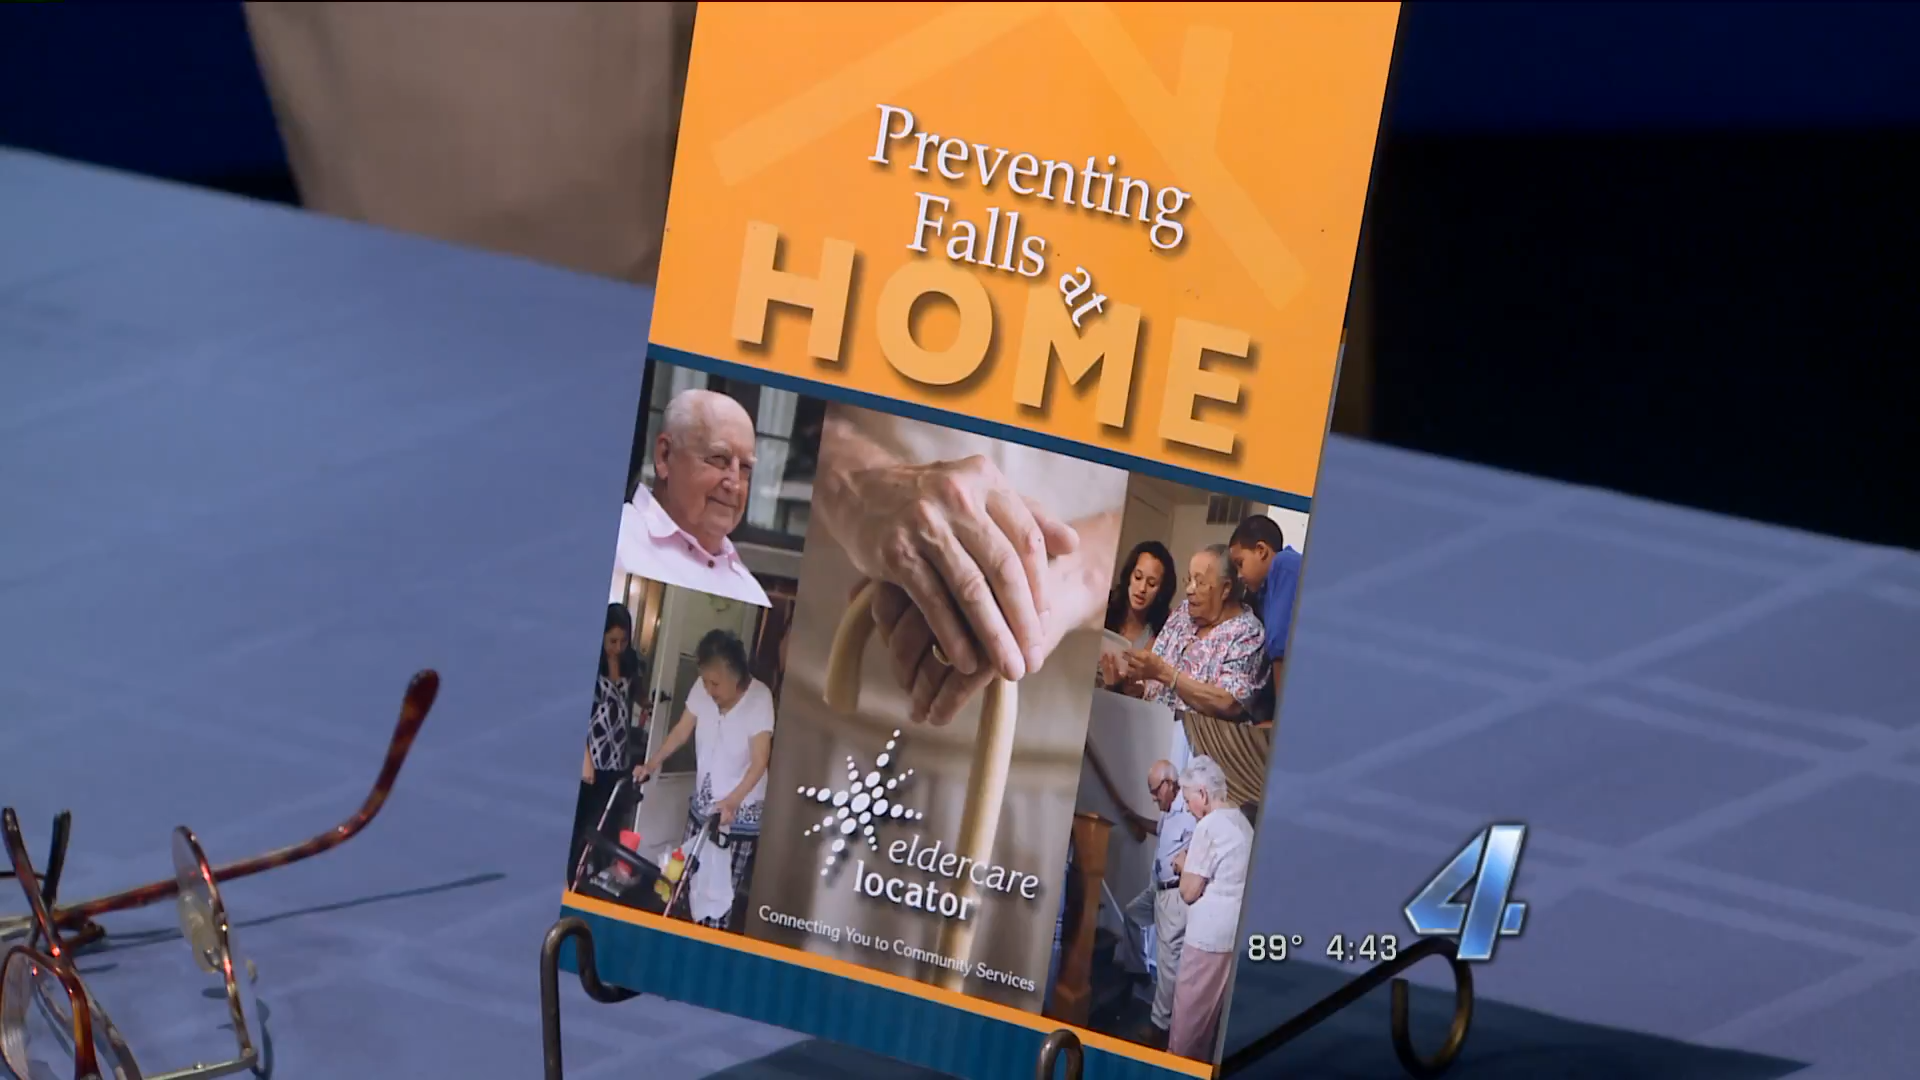 Preventing
Falls at
HOME
eldercare
locator
Connecting You to Community Services
89° 4:43
4